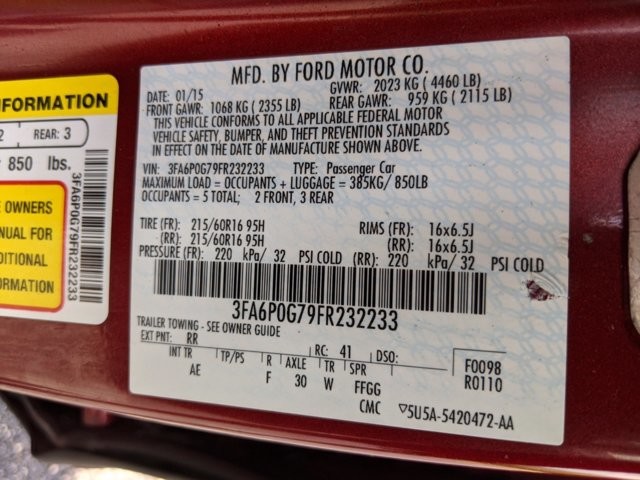 MFD. BY FORD MOTOR CO.
DATE: 01/15 GVWR: 2023 KG ( 4460 LB)
FRONT GAWR: 1068 KG ( 2355 LB) REAR GAWR: 959 KG ( 2115 LB)
THIS VEHICLE CONFORMS TO ALL APPLICABLE FEDERAL MOTOR
VEHICLE SAFETY, BUMPER, AND THEFT PREVENTION STANDARDS
IN EFFECT ON THE DATE OF MANUFACTURE SHOWN ABOVE.
VIN: 3FA6P0G79FR232233 TYPE: Passenger Car
MAXIMUM LOAD = OCCUPANTS + LUGGAGE = 385KG/ 850LB
OCCUPANTS = 5 TOTAL; 2 FRONT, 3 REAR
TIRE (FR): 215/60R16 95H RIMS (FR): 16x6.5J
(RR): 215/60R16 95H (RR): 16x6.5J
PRESSURE (FR): 220 kPa/ 32 PSI COLD (RR): 220 kPa/ 32 PSI COLD
3FA6P0G79FR232233
TRAILER TOWING - SEE OWNER GUIDE
EXT PNT: RR RC: 41 DSO: F0098
INT TR TP/PS R AXLE TR SPR R0110
AE F 30 W FFGG
CMC ▽5U5A-5420472-AA
INFORMATION
2 REAR: 3
850 lbs.
3FA6P0G79FR232233
OWNERS
FOR